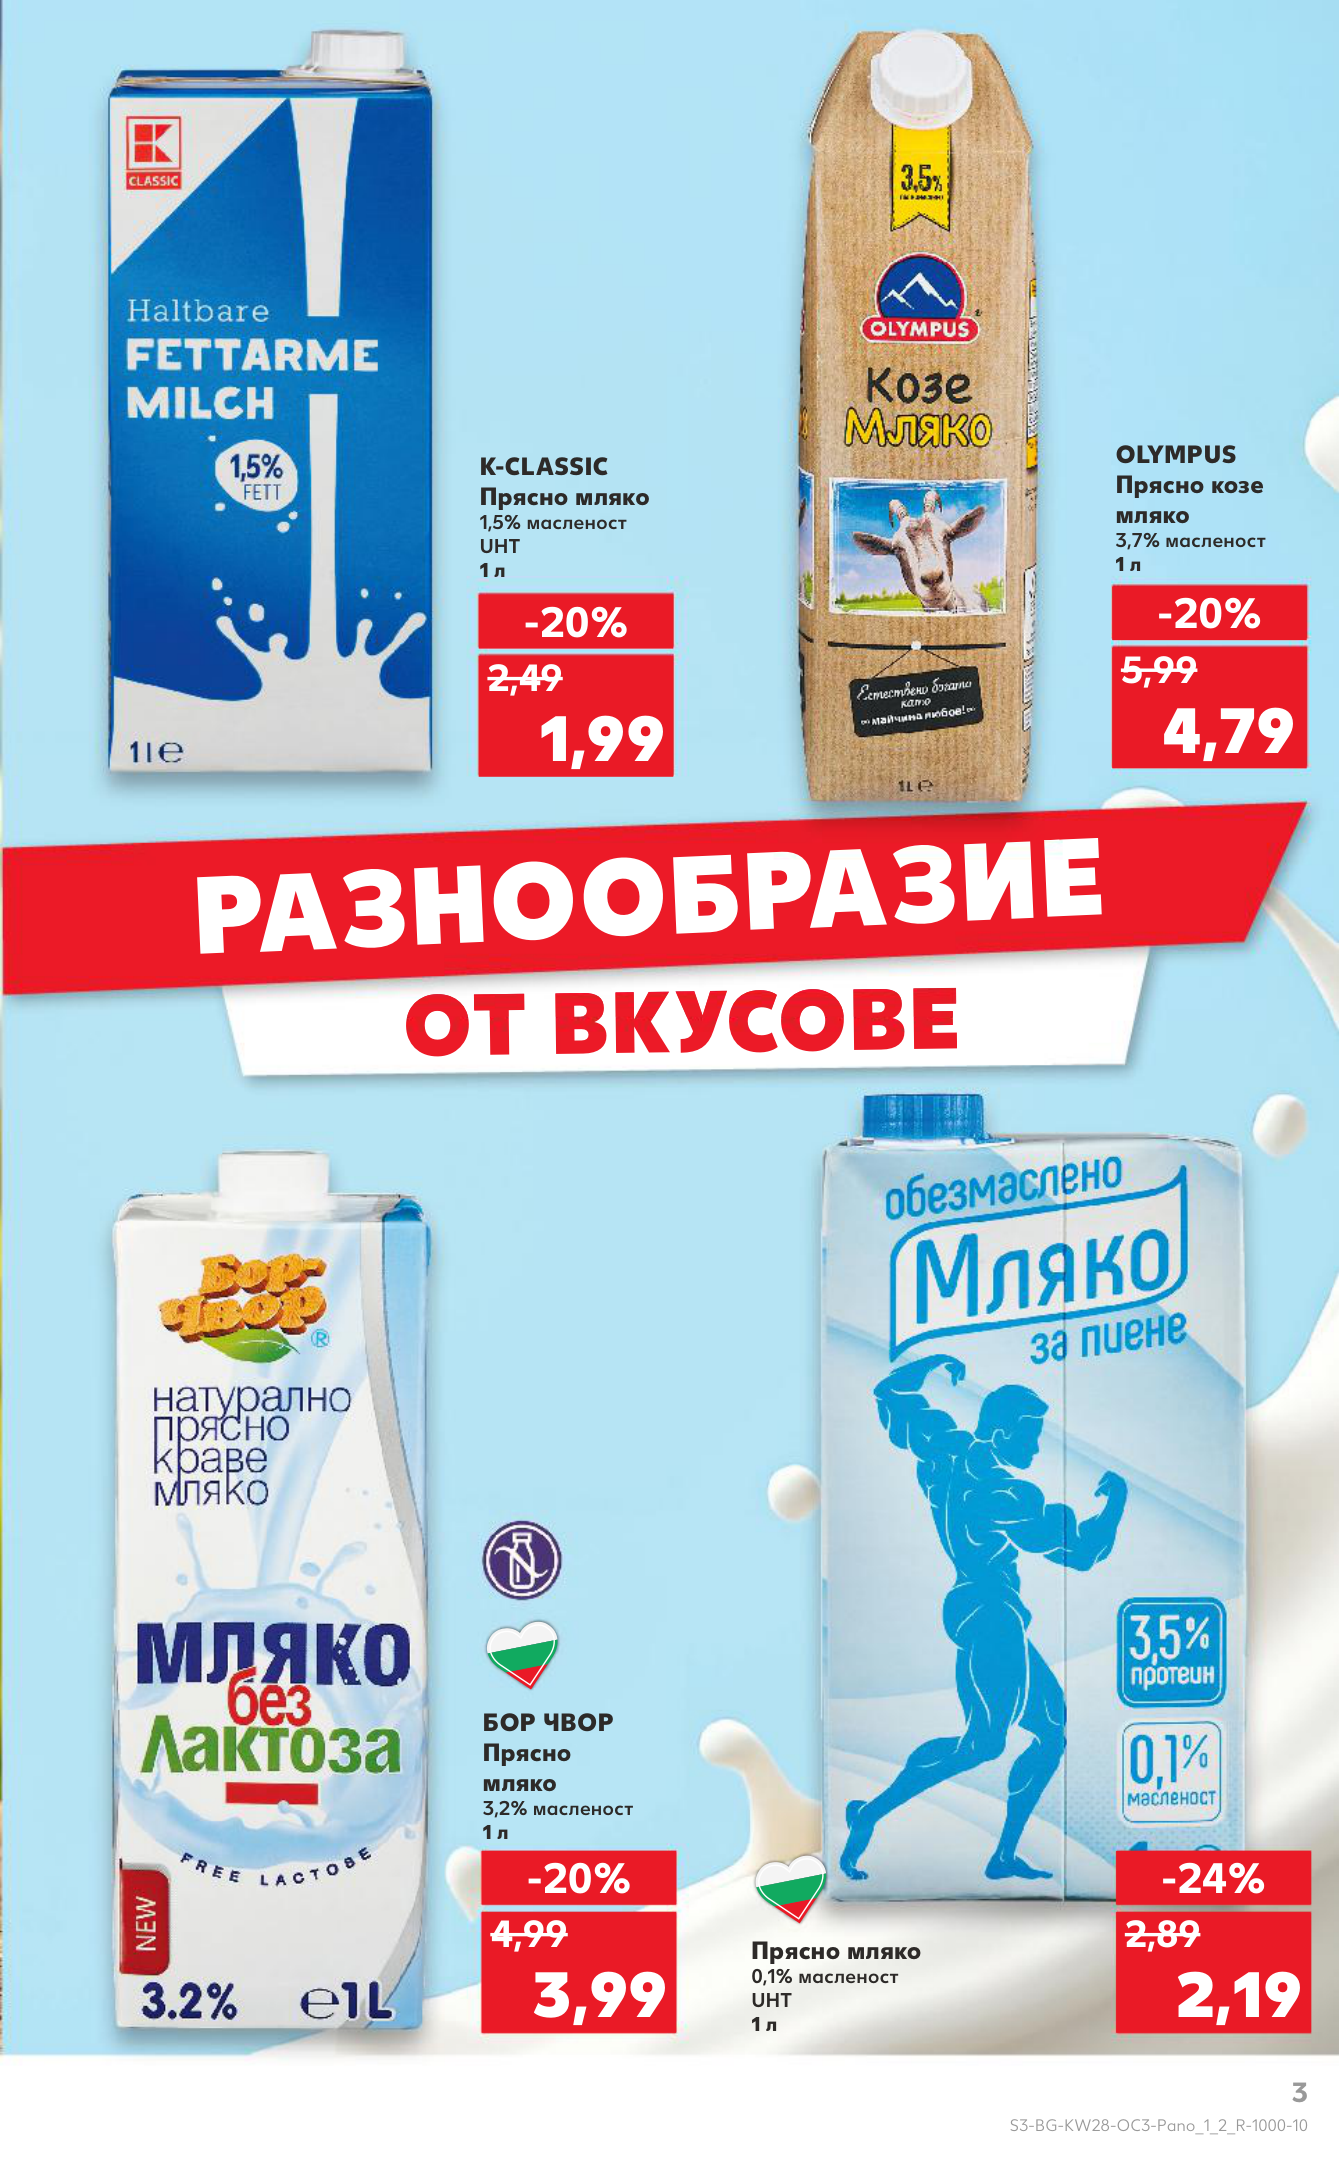 CLASSIC
Haltbare
FETTARME
MILCH
1,5%
FETT
1 l e
K-CLASSIC
Прясно мляко
1,5% масленост
UHT
1 л
-20%
2,49
1,99
3,5%
OLYMPUS
Козе
Мляко
Естествено богато
като
майчина любов!
1L e
OLYMPUS
Прясно козе
мляко
3,7% масленост
1 л
-20%
5,99
4,79
РАЗНООБРАЗИЕ
ОТ ВКУСОВЕ
Бор-
Чвор
®
натурално
прясно
краве
мляко
МЛЯКО
без
Лактоза
FREE LACTOSE
NEW
3.2% e1L
БОР ЧВОР
Прясно
мляко
3,2% масленост
1 л
-20%
4,99
3,99
обезмаслено
Мляко
за пиене
3,5%
протеин
0,1%
масленост
Прясно мляко
0,1% масленост
UHT
1 л
-24%
2,89
2,19
3
S3-BG-KW28-OC3-Pano_1_2_R-1000-10